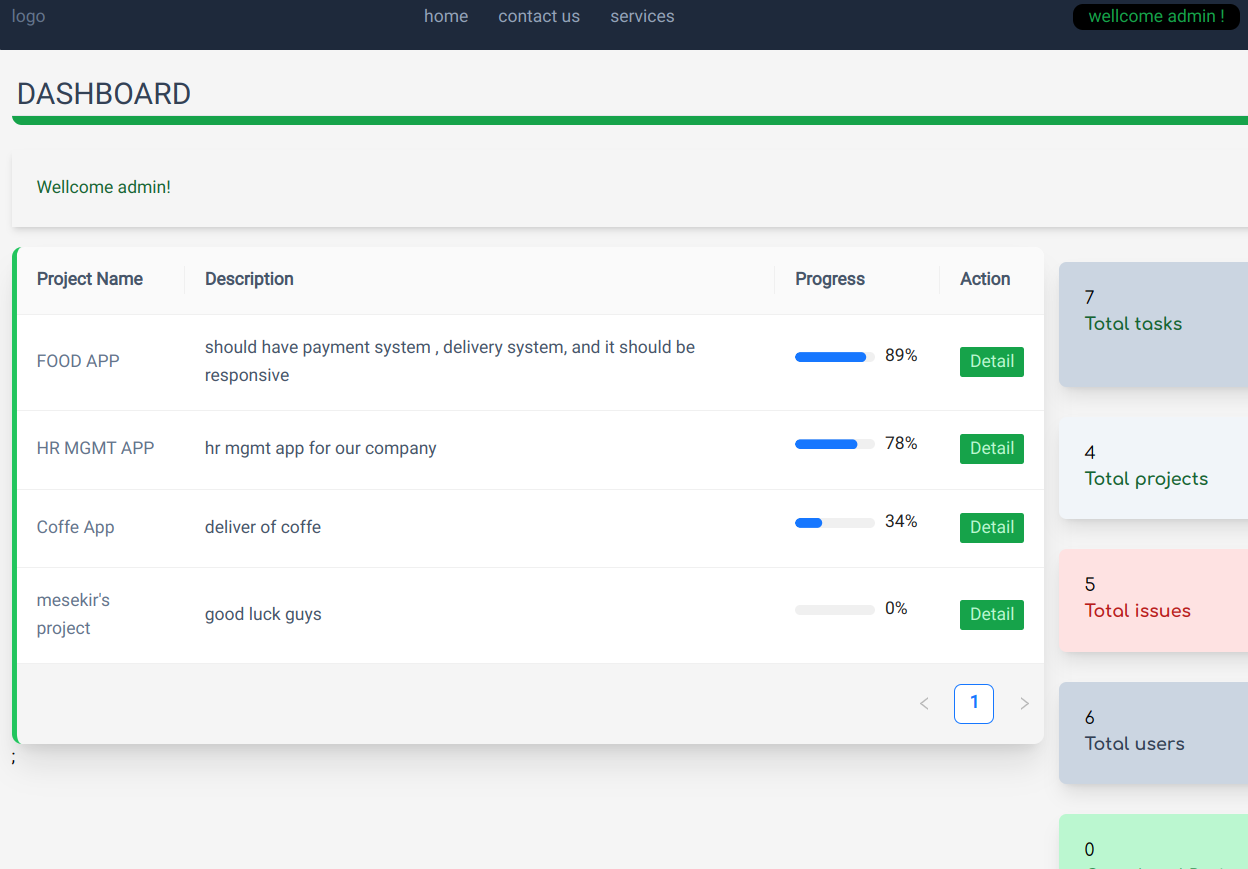 logo
home contact us services
wellcome admin !
DASHBOARD
Wellcome admin!
Project Name Description Progress Action
FOOD APP
should have payment system , delivery system, and it should be
responsive
89%
Detail
HR MGMT APP
hr mgmt app for our company
78%
Detail
Coffe App
deliver of coffe
34%
Detail
mesekir's
project
good luck guys
0%
Detail
< 1 >
;
7
Total tasks
4
Total projects
5
Total issues
6
Total users
0